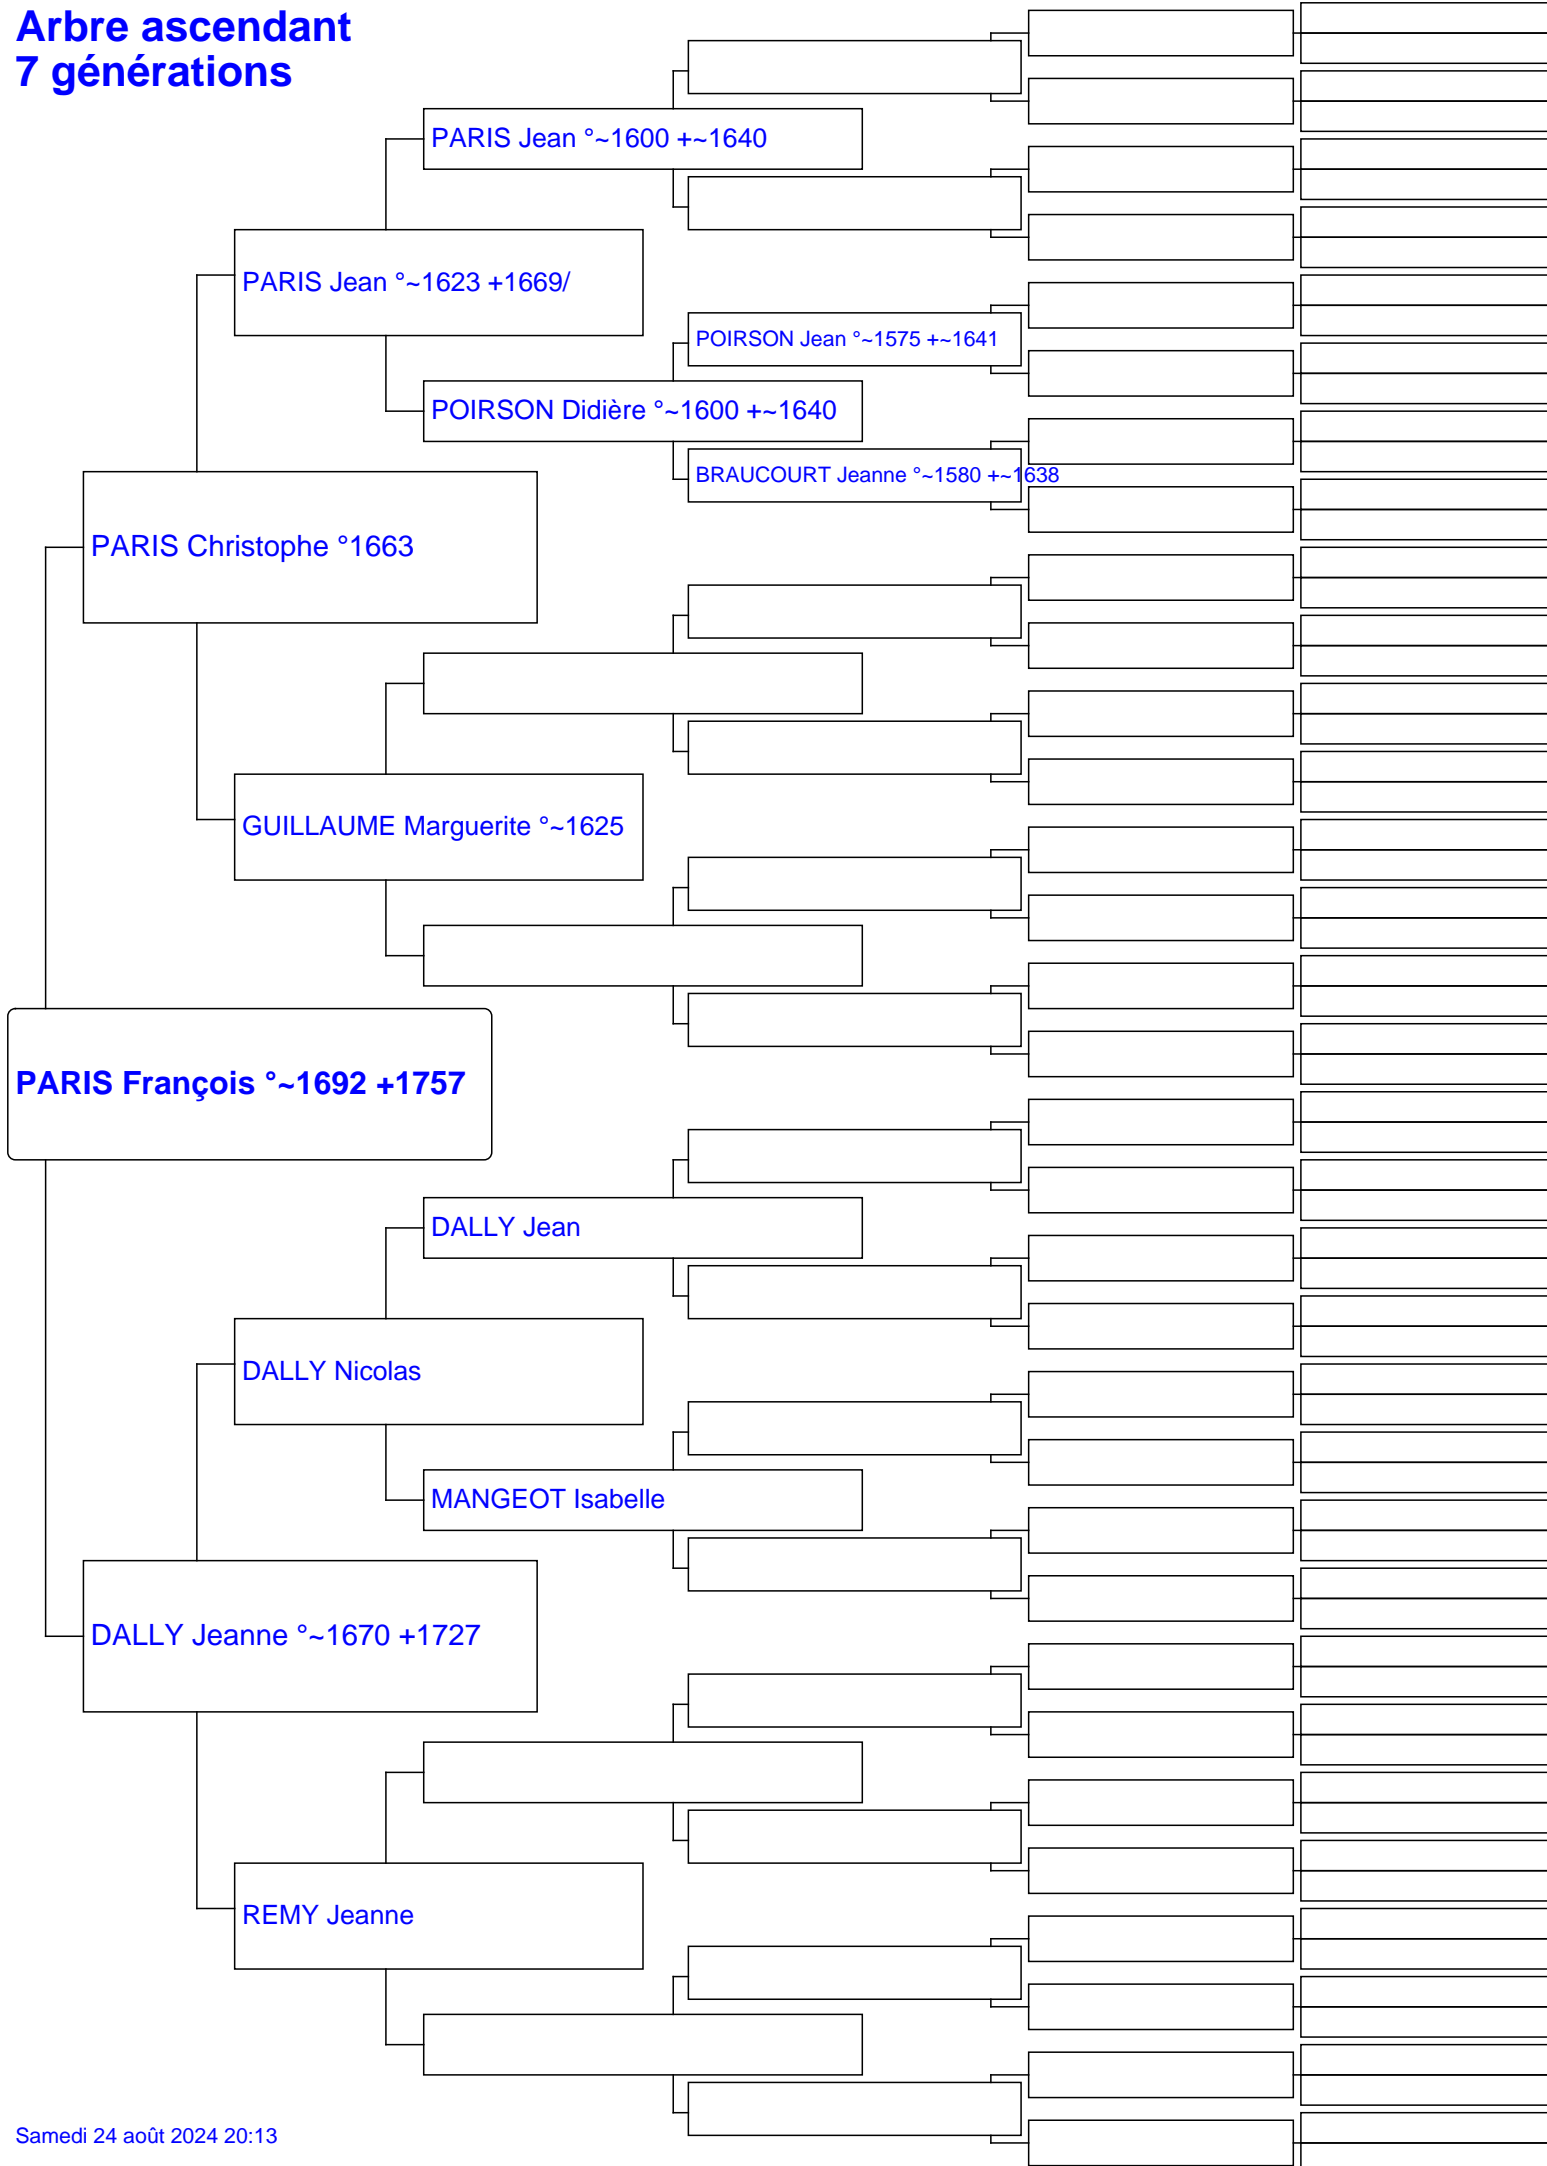 Arbre ascendant
7 générations
PARIS Jean °~1600 +~1640
PARIS Jean °~1623 +1669/
POIRSON Jean °~1575 +~1641
POIRSON Didière °~1600 +~1640
BRAUCOURT Jeanne °~1580 +~1638
PARIS Christophe °1663
GUILLAUME Marguerite °~1625
PARIS François °~1692 +1757
DALLY Jean
DALLY Nicolas
MANGEOT Isabelle
DALLY Jeanne °~1670 +1727
REMY Jeanne
Samedi 24 août 2024 20:13